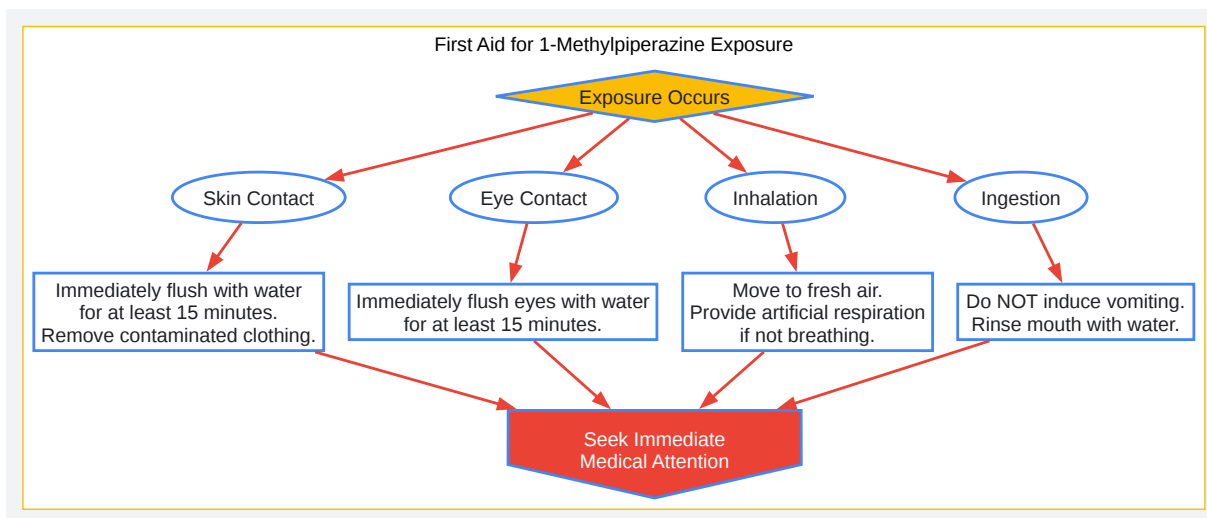 First Aid for 1-Methylpiperazine Exposure
Exposure Occurs
Skin Contact
Eye Contact
Inhalation
Ingestion
Immediately flush with water
for at least 15 minutes.
Remove contaminated clothing.
Immediately flush eyes with water
for at least 15 minutes.
Move to fresh air.
Provide artificial respiration
if not breathing.
Do NOT induce vomiting.
Rinse mouth with water.
Seek Immediate
Medical Attention